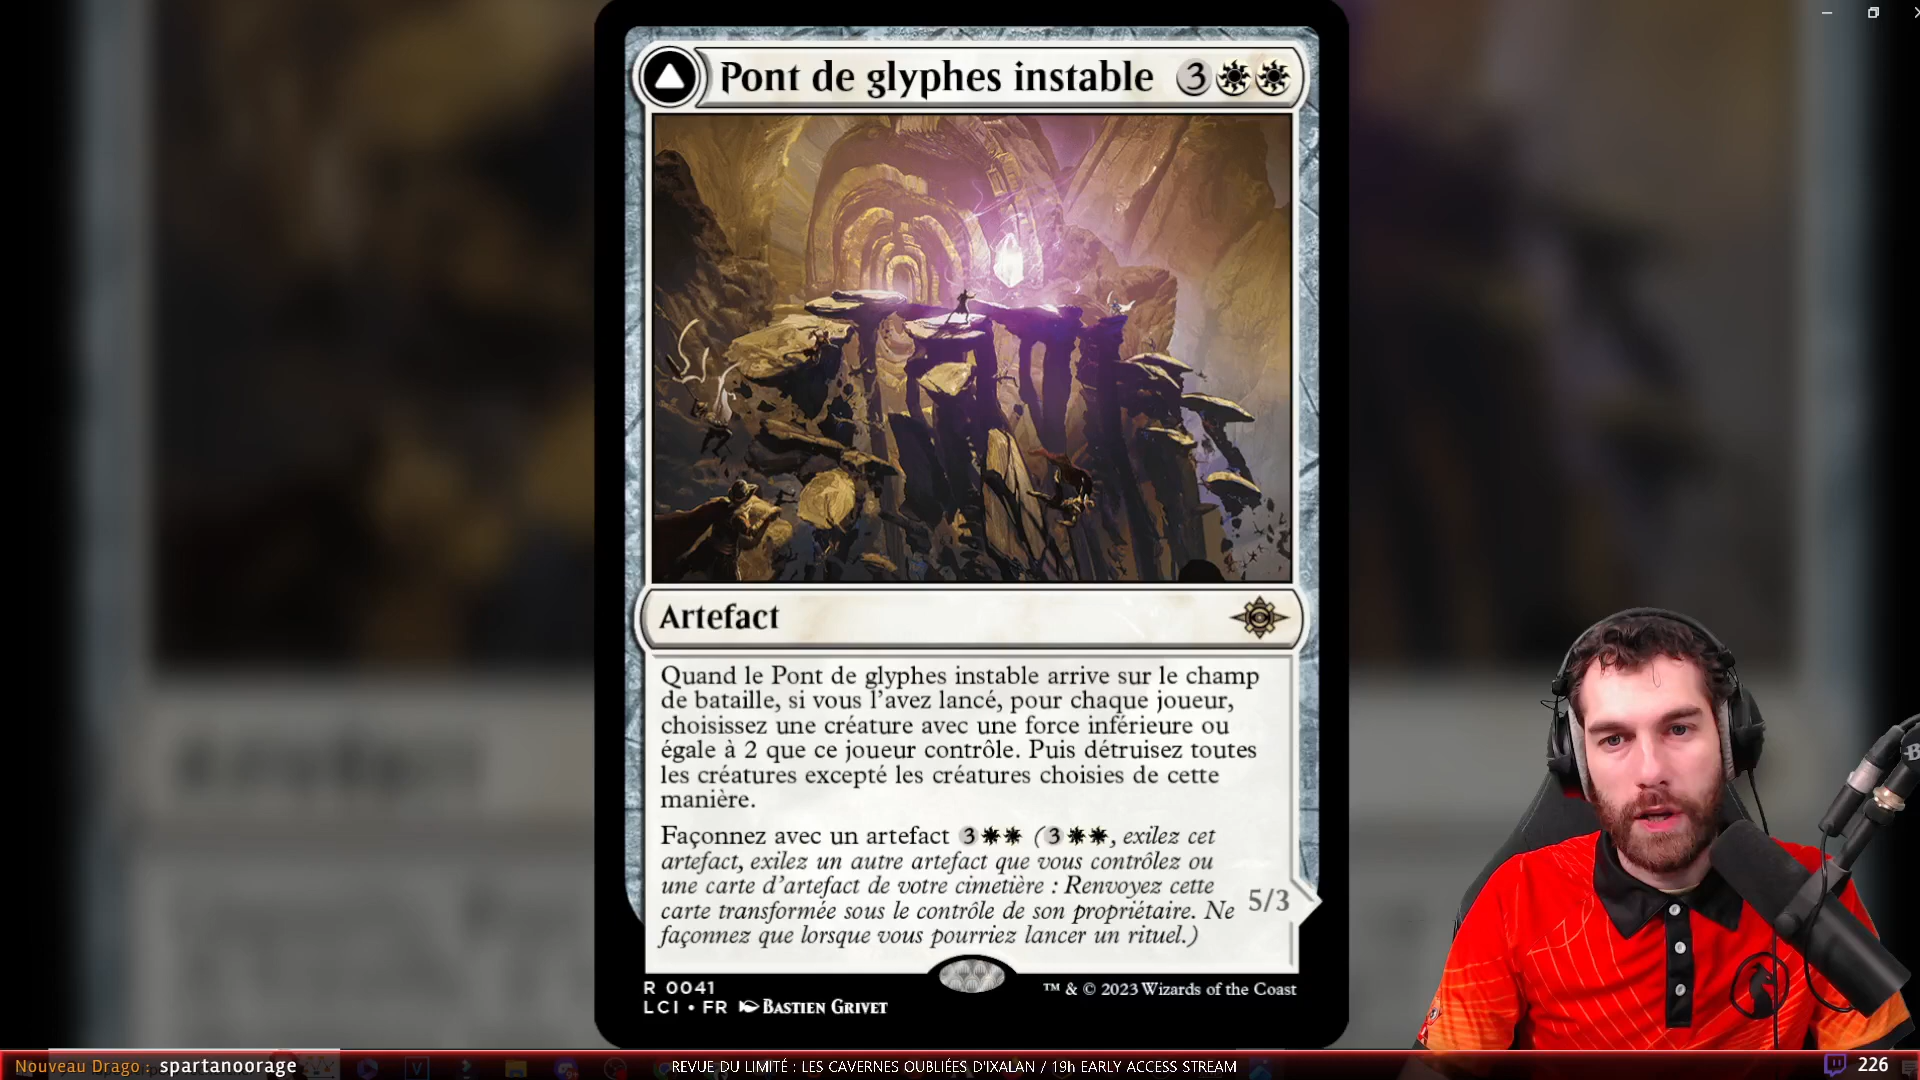 Pont de glyphes instable 3
Artefact
Quand le Pont de glyphes instable arrive sur le champ
de bataille, si vous l'avez lancé, pour chaque joueur,
choisissez une créature avec une force inférieure ou
égale à 2 que ce joueur contrôle. Puis détruisez toutes
les créatures excepté les créatures choisies de cette
manière.
Façonnez avec un artefact 3 (3, exilez cet
artefact, exilez un autre artefact que vous contrôlez ou
une carte d'artefact de votre cimetière : Renvoyez cette
carte transformée sous le contrôle de son propriétaire. Ne
façonnez que lorsque vous pourriez lancer un rituel.)
5/3
R 0041
LCI • FR Bastien Grivet
™ & © 2023 Wizards of the Coast
Nouveau Drago : spartanoorage
REVUE DU LIMITÉ : LES CAVERNES OUBLIÉES D'IXALAN / 19h EARLY ACCESS STREAM
226